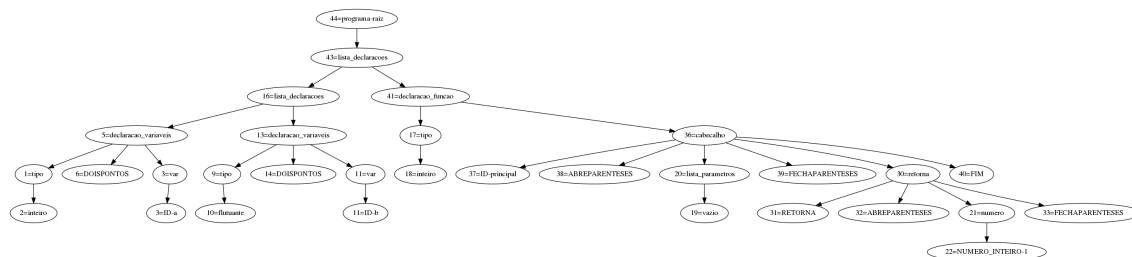 44=programa-raiz
43=lista_declaracoes
16=lista_declaracoes 41=declaracao_funcao
5=declaracao_variaveis 13=declaracao_variaveis 17=tipo 36=cabecalho
1=tipo 6=DOISPONTOS 3=var 9=tipo 14=DOISPONTOS 11=var 18=inteiro 37=ID-principal 38=ABREPARENTESES 20=lista_parametros 39=FECHAPARENTESES 30=retorna 40=FIM
2=inteiro 3=ID-a 10=flutuante 11=ID-b 19=vazio 31=RETORNA 32=ABREPARENTESES 21=numero 33=FECHAPARENTESES
22=NUMERO_INTEIRO-1